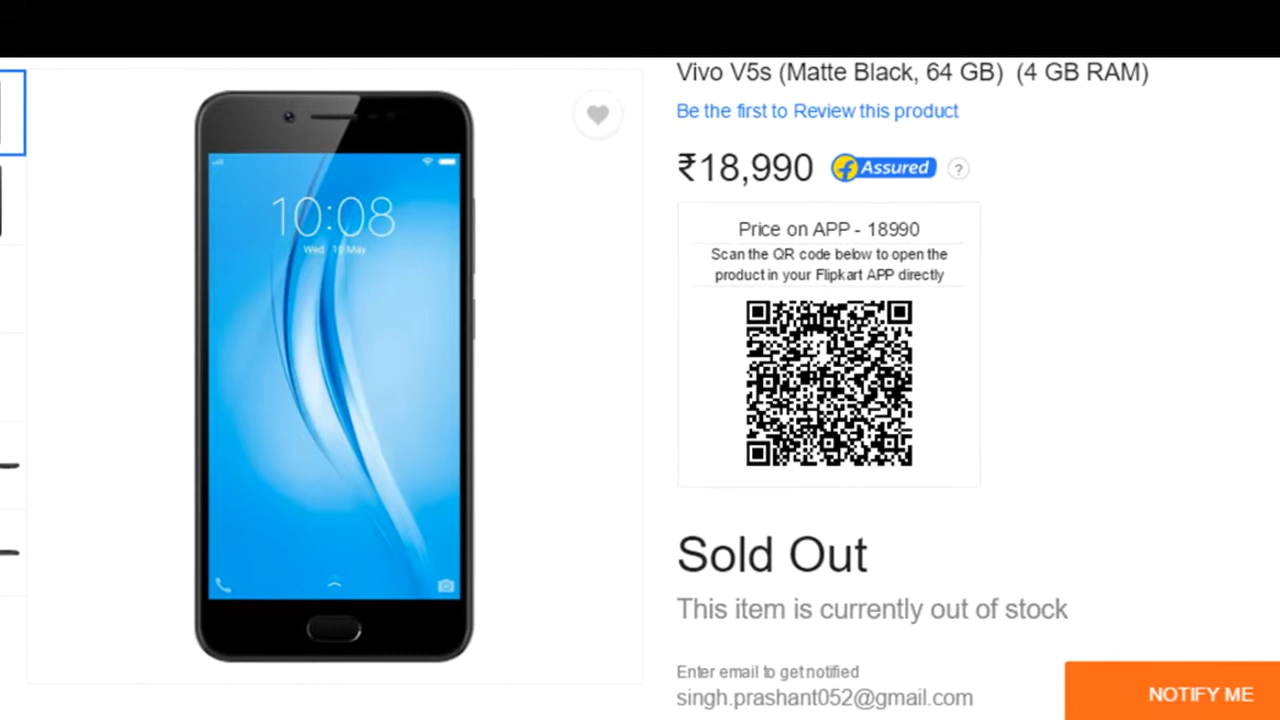 Vivo V5s (Matte Black, 64 GB) (4 GB RAM)
Be the first to Review this product
₹18,990 f Assured ?
Price on APP - 18990
Scan the QR code below to open the
product in your Flipkart APP directly
10:08
Wed 10 May
Sold Out
This item is currently out of stock
Enter email to get notified
singh.prashant052@gmail.com
NOTIFY ME